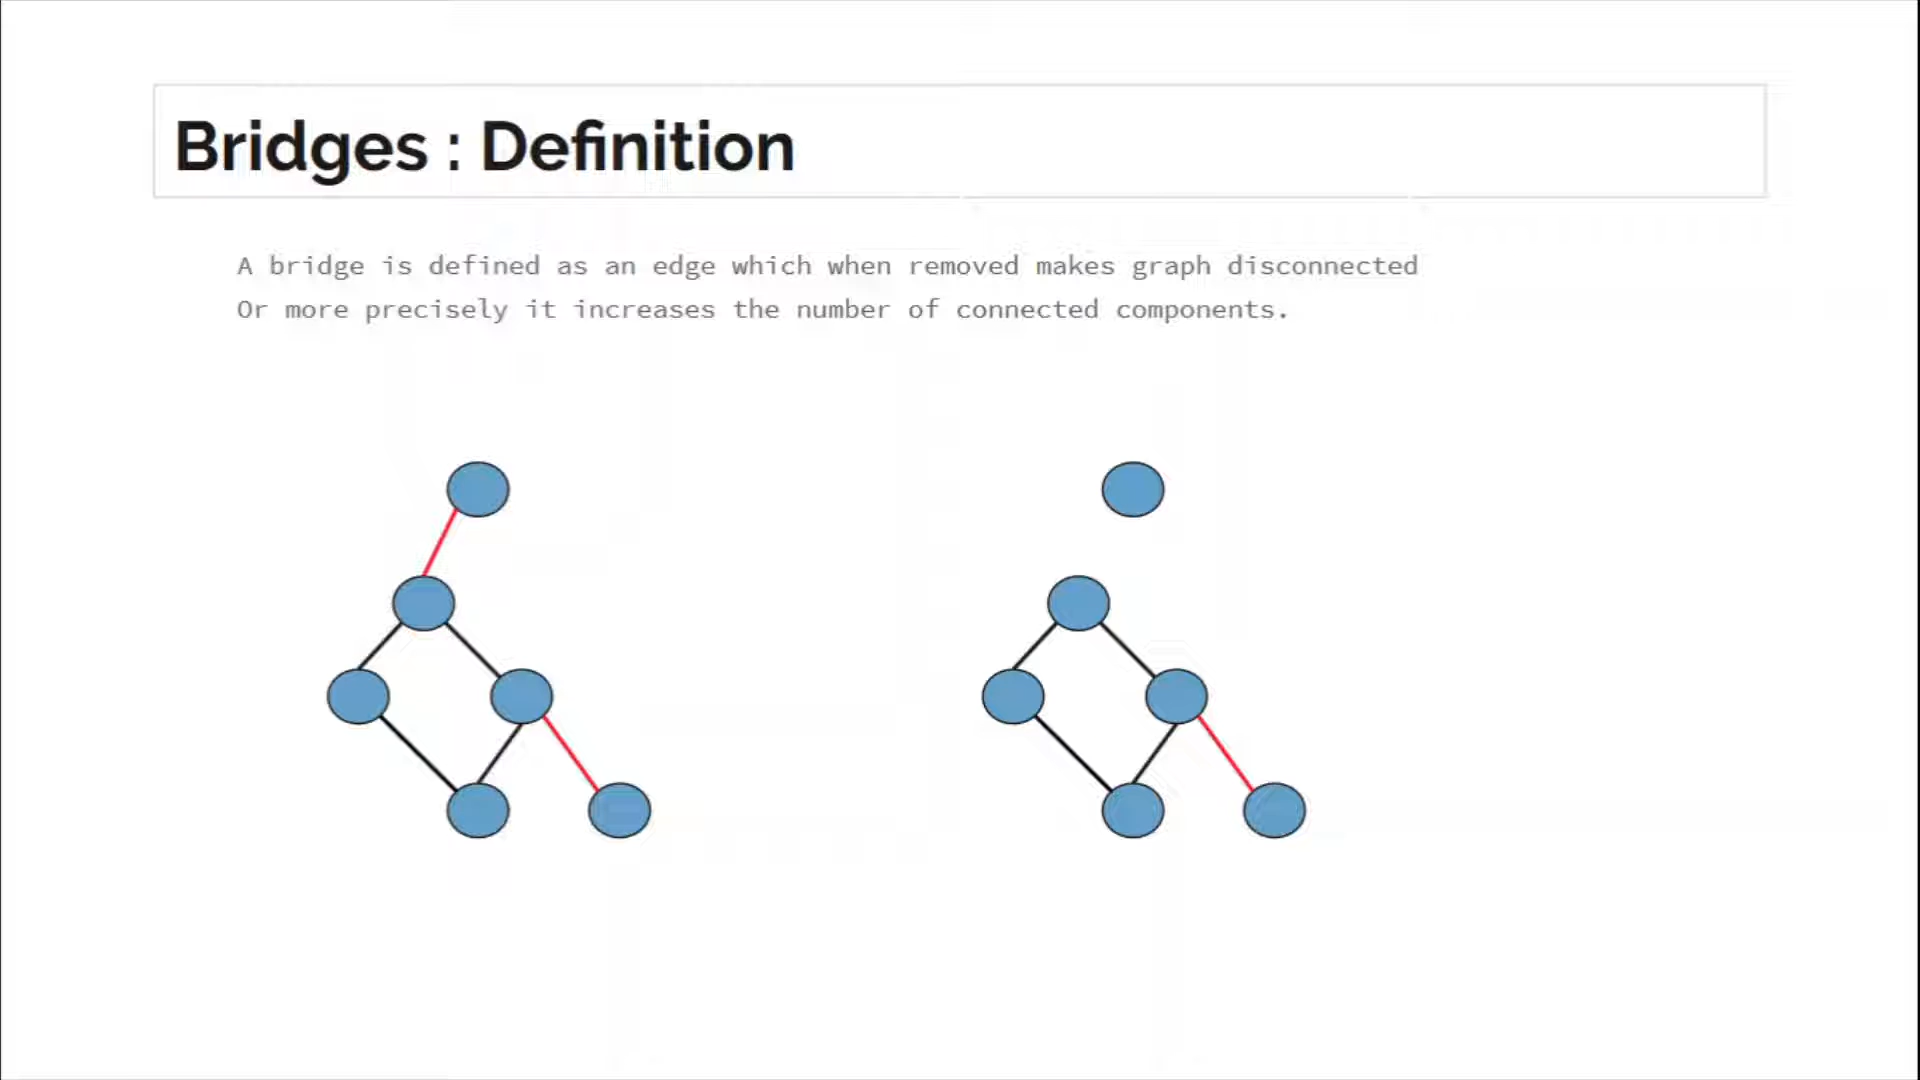 Bridges : Definition
A bridge is defined as an edge which when removed makes graph disconnected
Or more precisely it increases the number of connected components.